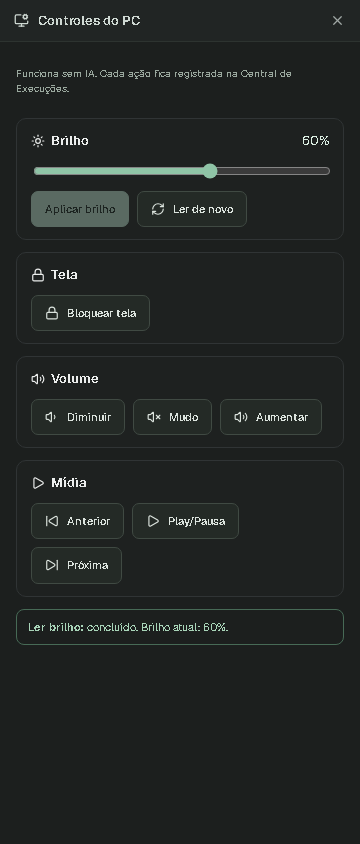 Controles do PC
Funciona sem IA. Cada ação fica registrada na Central de
Execuções.
Brilho 60%
Aplicar brilho Ler de novo
Tela
Bloquear tela
Volume
Diminuir Mudo Aumentar
Mídia
Anterior Play/Pausa
Próxima
Ler brilho: concluído. Brilho atual: 60%.